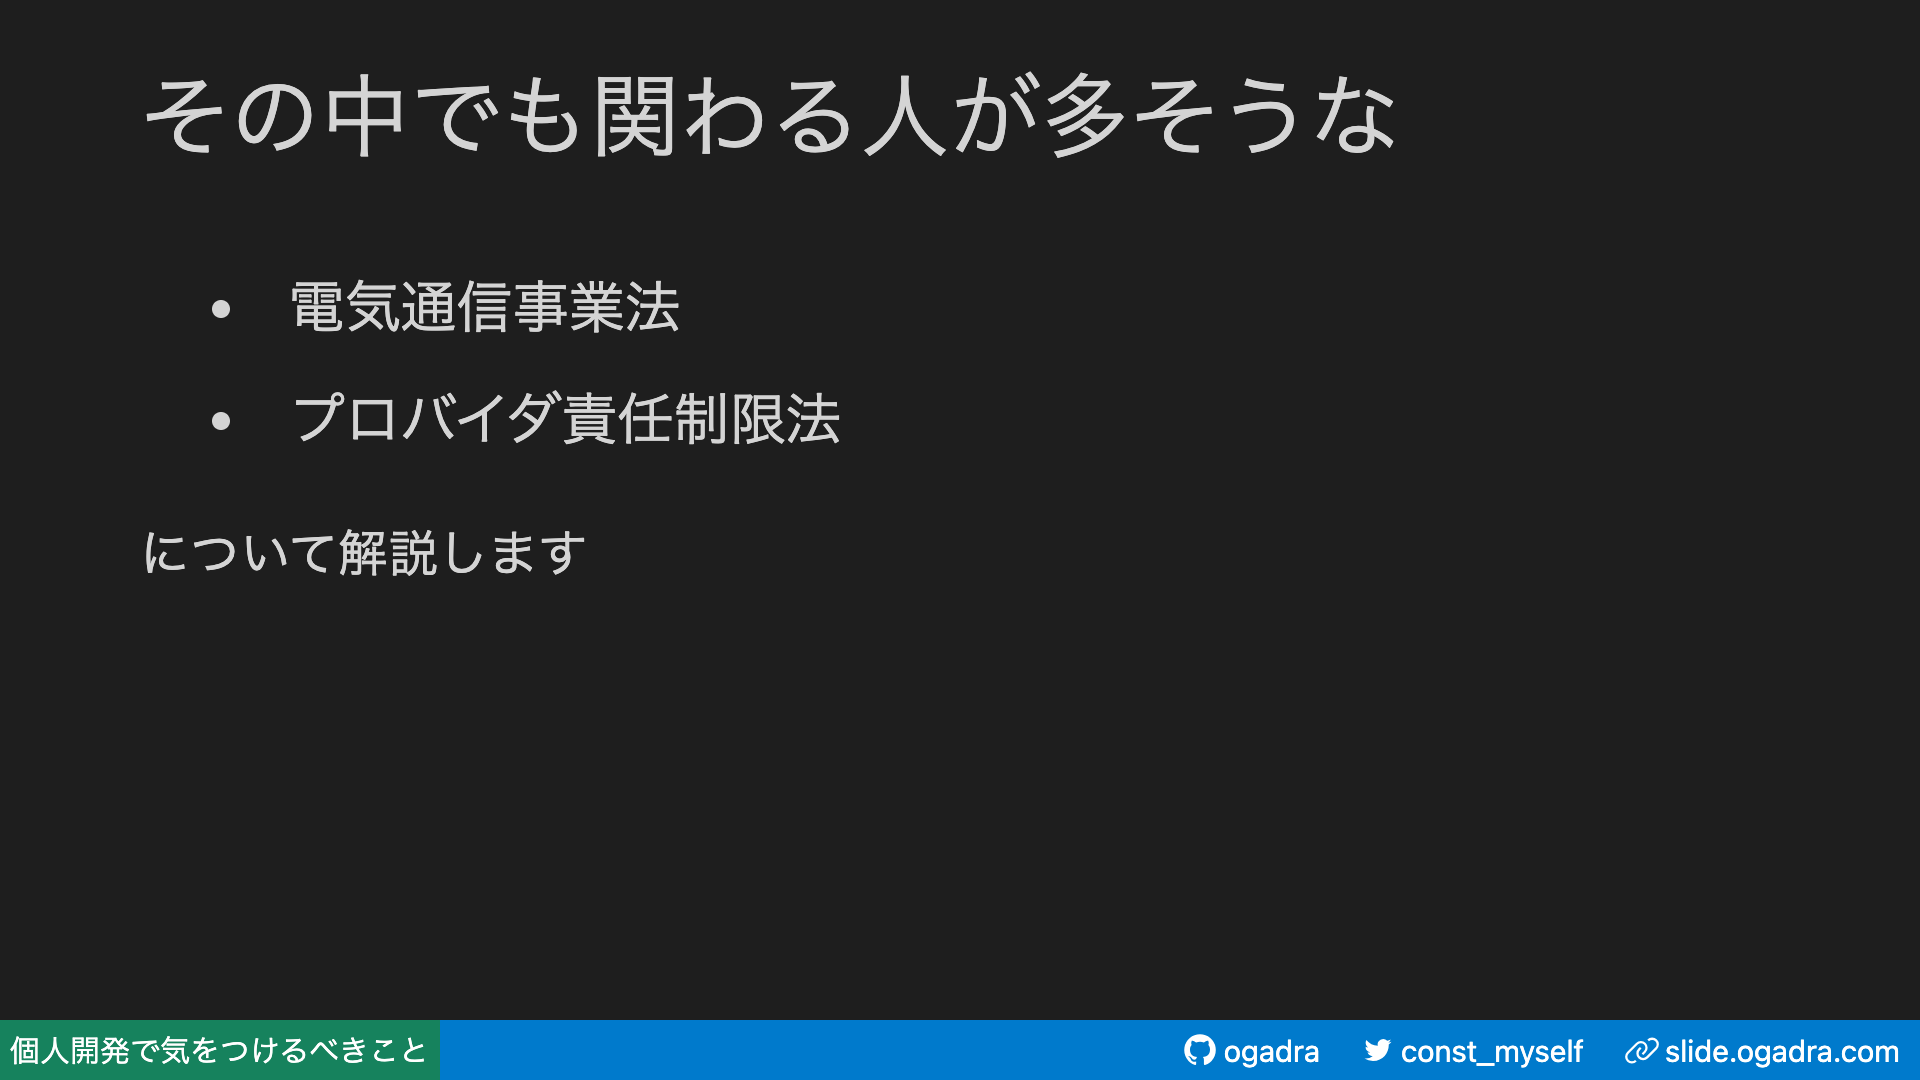 その中でも関わる人が多そうな
• 電気通信事業法
• プロバイダ責任制限法
について解説します
個人開発で気をつけるべきこと
ogadra
const_myself
slide.ogadra.com